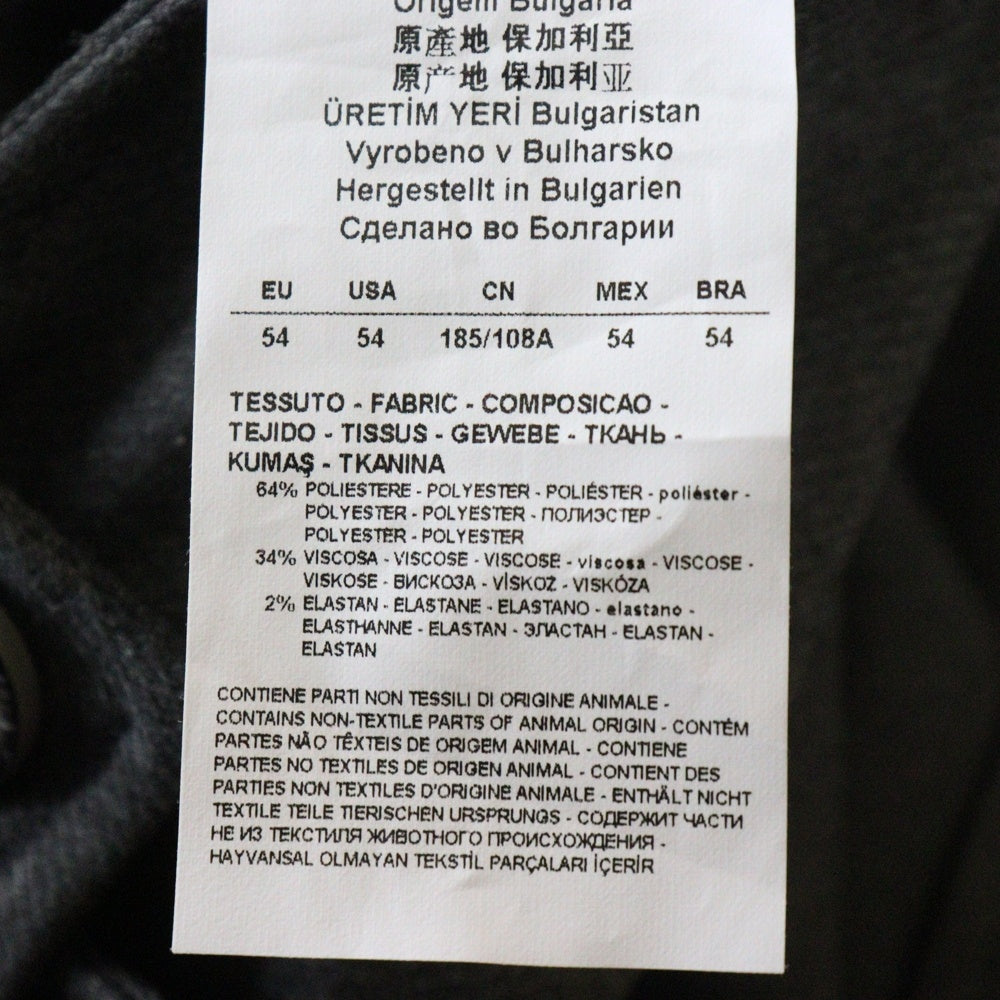 Origem Bulgaria
原產地 保加利亞
原产地 保加利亚
ÜRETİM YERİ Bulgaristan
Vyrobeno v Bulharsko
Hergestellt in Bulgarien
Сделано во Болгарии
EU USA CN MEX BRA
54 54 185/108A 54 54
TESSUTO - FABRIC - COMPOSICAO -
TEJIDO - TISSUS - GEWEBE - ТКАНЬ -
KUMAŞ - TKANINA
64% POLIESTERE - POLYESTER - POLIÉSTER - poliéster -
POLYESTER - POLYESTER - ПОЛИЭСТЕР -
POLYESTER - POLYESTER
34% VISCOSA - VISCOSE - VISCOSE - viscosa - VISCOSE -
VISKOSE - ВИСКОЗА - VİSKOZ - VISKÓZA
2% ELASTAN - ELASTANE - ELASTANO - elastano -
ELASTHANNE - ELASTAN - ЭЛАСТАН - ELASTAN -
ELASTAN
CONTIENE PARTI NON TESSILI DI ORIGINE ANIMALE -
CONTAINS NON-TEXTILE PARTS OF ANIMAL ORIGIN - CONTÉM
PARTES NÃO TÊXTEIS DE ORIGEM ANIMAL - CONTIENE
PARTES NO TEXTILES DE ORIGEN ANIMAL - CONTIENT DES
PARTIES NON TEXTILES D'ORIGINE ANIMALE - ENTHÄLT NICHT
TEXTILE TEILE TIERISCHEN URSPRUNGS - СОДЕРЖИТ ЧАСТИ
НЕ ИЗ ТЕКСТИЛЯ ЖИВОТНОГО ПРОИСХОЖДЕНИЯ -
HAYVANSAL OLMAYAN TEKSTİL PARÇALARI İÇERİR